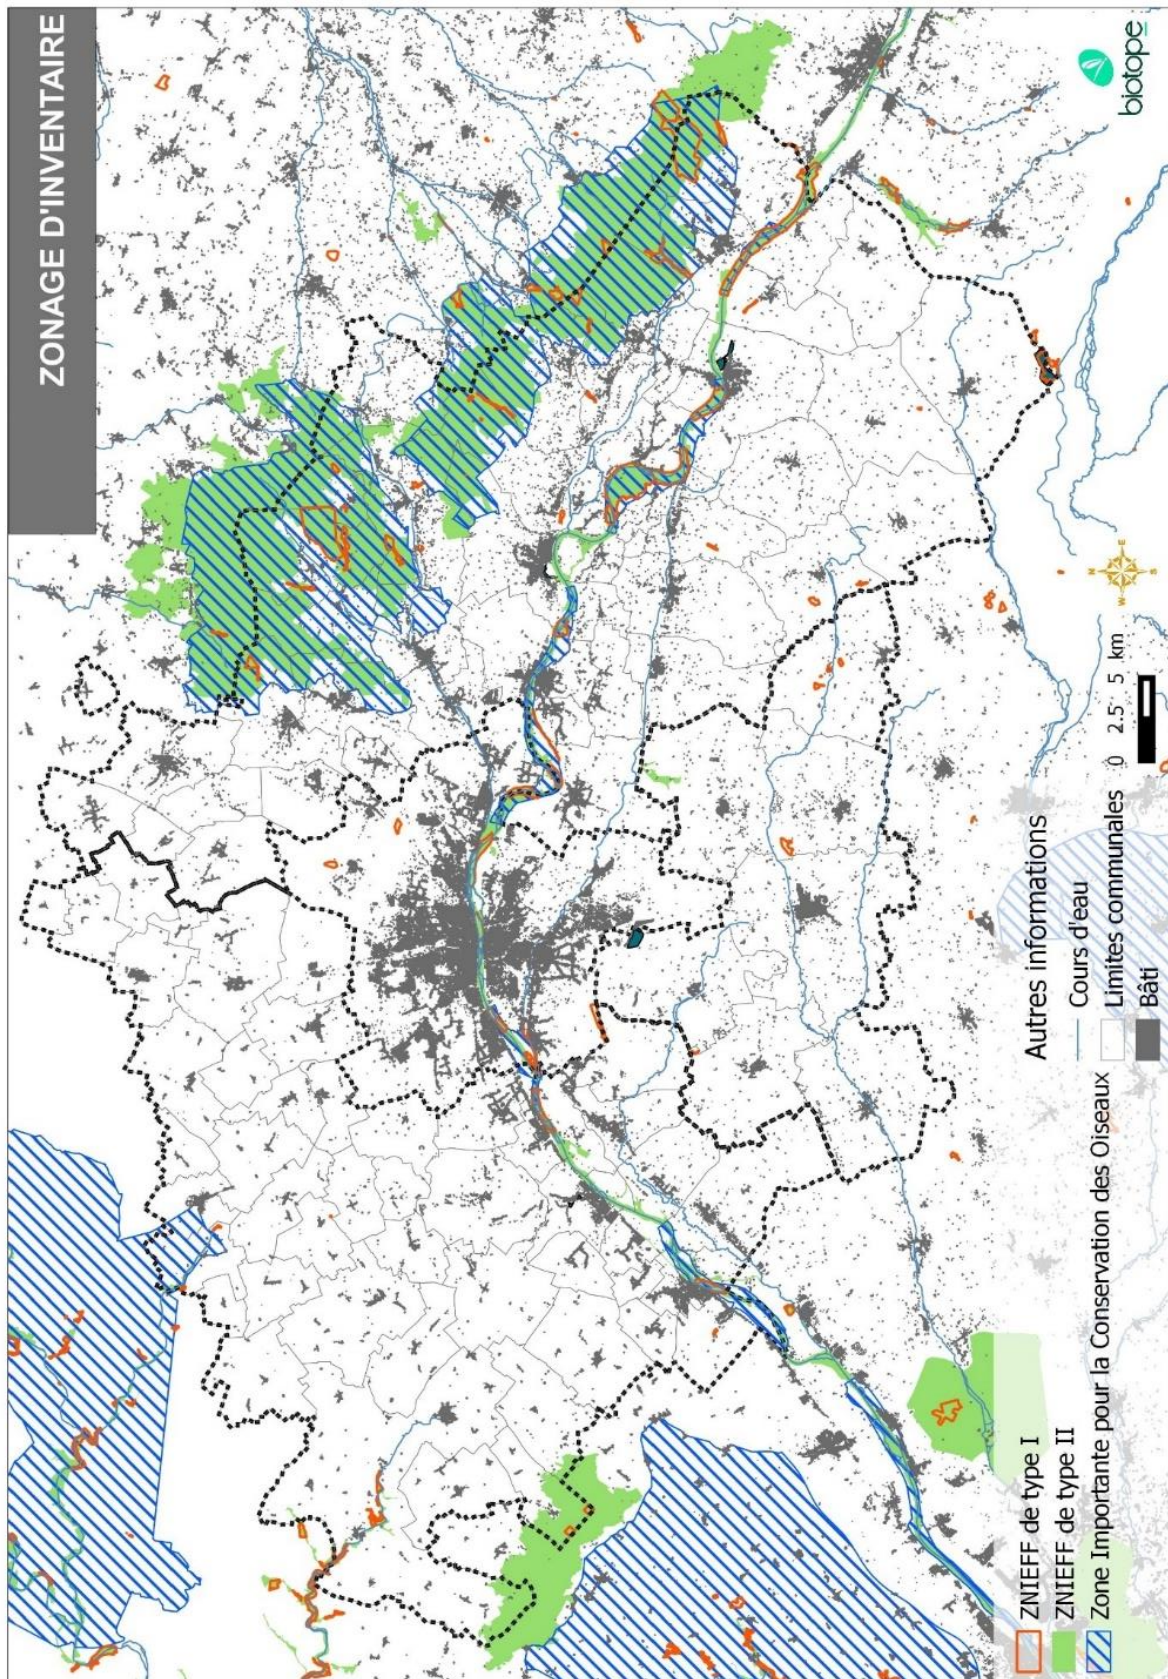 ZONAGE D'INVENTAIRE
ZNIEFF de type I
ZNIEFF de type II
Zone Importante pour la Conservation des Oiseaux
Autres informations
Cours d'eau
Limites communales
Bâti
0 2.5 5 km
N
W E
S
biotope